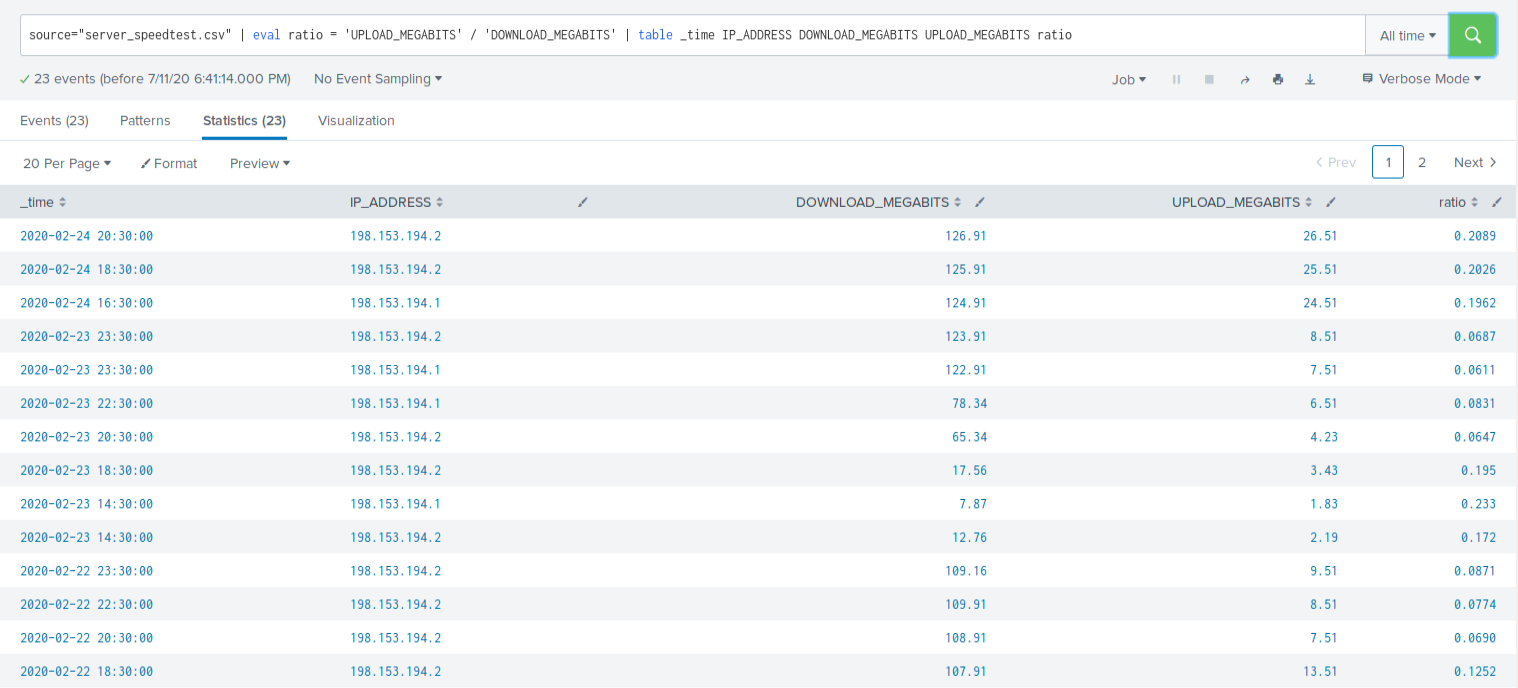 source="server_speedtest.csv" | eval ratio = 'UPLOAD_MEGABITS' / 'DOWNLOAD_MEGABITS' | table _time IP_ADDRESS DOWNLOAD_MEGABITS UPLOAD_MEGABITS ratio All time
23 events (before 7/11/20 6:41:14.000 PM) No Event Sampling Job Verbose Mode
Events (23) Patterns Statistics (23) Visualization
20 Per Page Format Preview Prev 1 2 Next
_time IP_ADDRESS DOWNLOAD_MEGABITS UPLOAD_MEGABITS ratio
2020-02-24 20:30:00 198.153.194.2 126.91 26.51 0.2089
2020-02-24 18:30:00 198.153.194.2 125.91 25.51 0.2026
2020-02-24 16:30:00 198.153.194.1 124.91 24.51 0.1962
2020-02-23 23:30:00 198.153.194.2 123.91 8.51 0.0687
2020-02-23 23:30:00 198.153.194.1 122.91 7.51 0.0611
2020-02-23 22:30:00 198.153.194.1 78.34 6.51 0.0831
2020-02-23 20:30:00 198.153.194.2 65.34 4.23 0.0647
2020-02-23 18:30:00 198.153.194.2 17.56 3.43 0.195
2020-02-23 14:30:00 198.153.194.1 7.87 1.83 0.233
2020-02-23 14:30:00 198.153.194.2 12.76 2.19 0.172
2020-02-22 23:30:00 198.153.194.2 109.16 9.51 0.0871
2020-02-22 22:30:00 198.153.194.2 109.91 8.51 0.0774
2020-02-22 20:30:00 198.153.194.2 108.91 7.51 0.0690
2020-02-22 18:30:00 198.153.194.2 107.91 13.51 0.1252